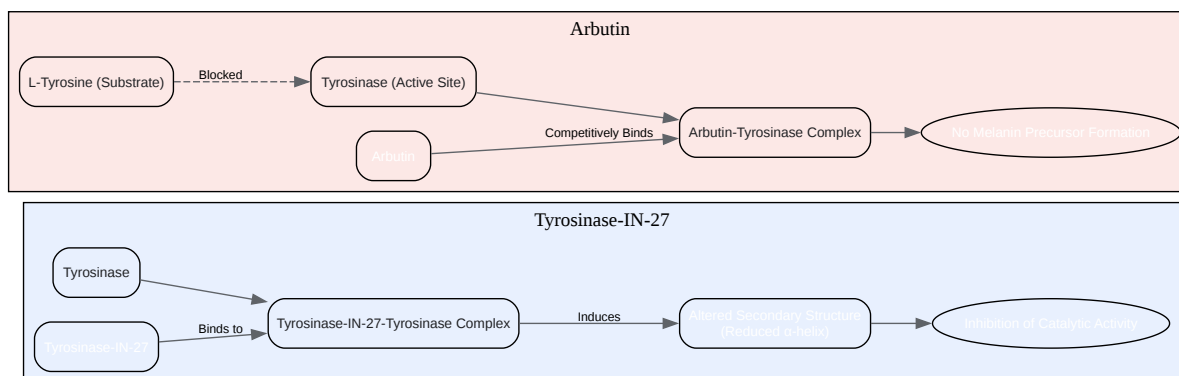 Arbutin
L-Tyrosine (Substrate)
Blocked
Tyrosinase (Active Site)
Arbutin
Competitively Binds
Arbutin-Tyrosinase Complex
No Melanin Precursor Formation
Tyrosinase-IN-27
Tyrosinase
Tyrosinase-IN-27
Binds to
Tyrosinase-IN-27-Tyrosinase Complex
Induces
Altered Secondary Structure
(Reduced α-helix)
Inhibition of Catalytic Activity